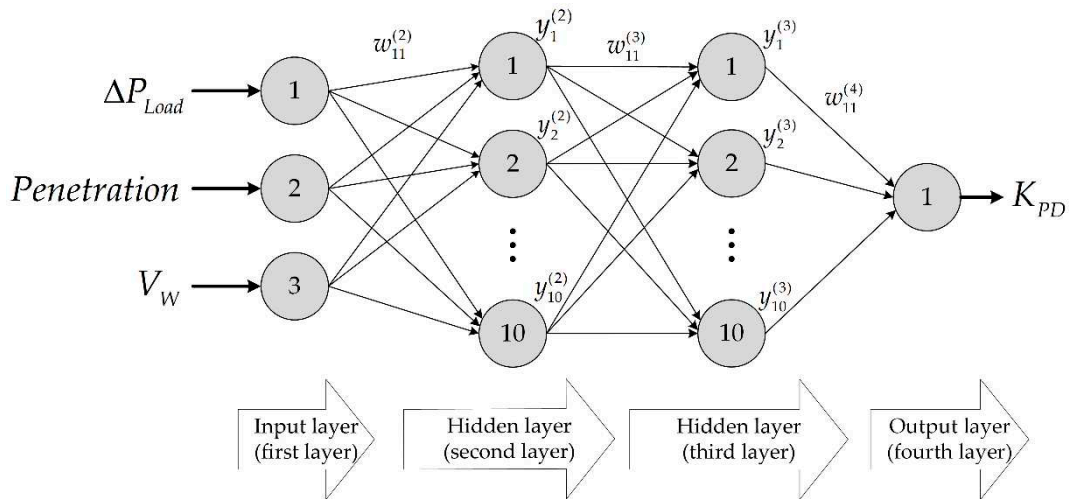 ΔP_Load
Penetration
V_W
1
2
3
w_11^(2)
y_1^(2)
1
y_2^(2)
2
⋮
y_10^(2)
10
w_11^(3)
y_1^(3)
1
y_2^(3)
2
⋮
y_10^(3)
10
w_11^(4)
1
K_PD
Input layer
(first layer)
Hidden layer
(second layer)
Hidden layer
(third layer)
Output layer
(fourth layer)